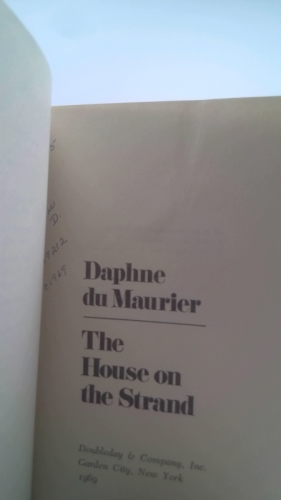 Daphne
du Maurier
The
House on
the Strand
Doubleday & Company, Inc.
Garden City, New York
1969